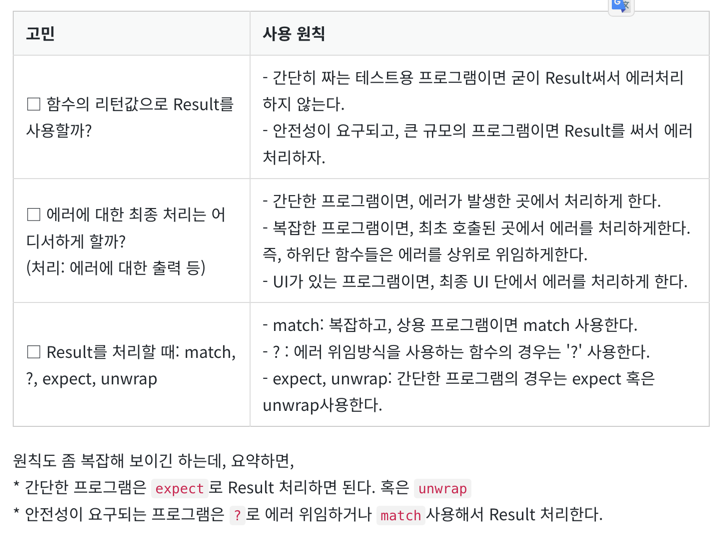 고민
사용 원칙
☐ 함수의 리턴값으로 Result를
사용할까?
- 간단히 짜는 테스트용 프로그램이면 굳이 Result써서 에러처리
하지 않는다.
- 안전성이 요구되고, 큰 규모의 프로그램이면 Result를 써서 에러
처리하자.
☐ 에러에 대한 최종 처리는 어
디서하게 할까?
(처리: 에러에 대한 출력 등)
- 간단한 프로그램이면, 에러가 발생한 곳에서 처리하게 한다.
- 복잡한 프로그램이면, 최초 호출된 곳에서 에러를 처리하게한다.
즉, 하위단 함수들은 에러를 상위로 위임하게한다.
- UI가 있는 프로그램이면, 최종 UI 단에서 에러를 처리하게 한다.
☐ Result를 처리할 때: match,
?, expect, unwrap
- match: 복잡하고, 상용 프로그램이면 match 사용한다.
- ? : 에러 위임방식을 사용하는 함수의 경우는 '?' 사용한다.
- expect, unwrap: 간단한 프로그램의 경우는 expect 혹은
unwrap사용한다.
원칙도 좀 복잡해 보이긴 하는데, 요약하면,
* 간단한 프로그램은 expect 로 Result 처리하면 된다. 혹은 unwrap
* 안전성이 요구되는 프로그램은 ? 로 에러 위임하거나 match 사용해서 Result 처리한다.